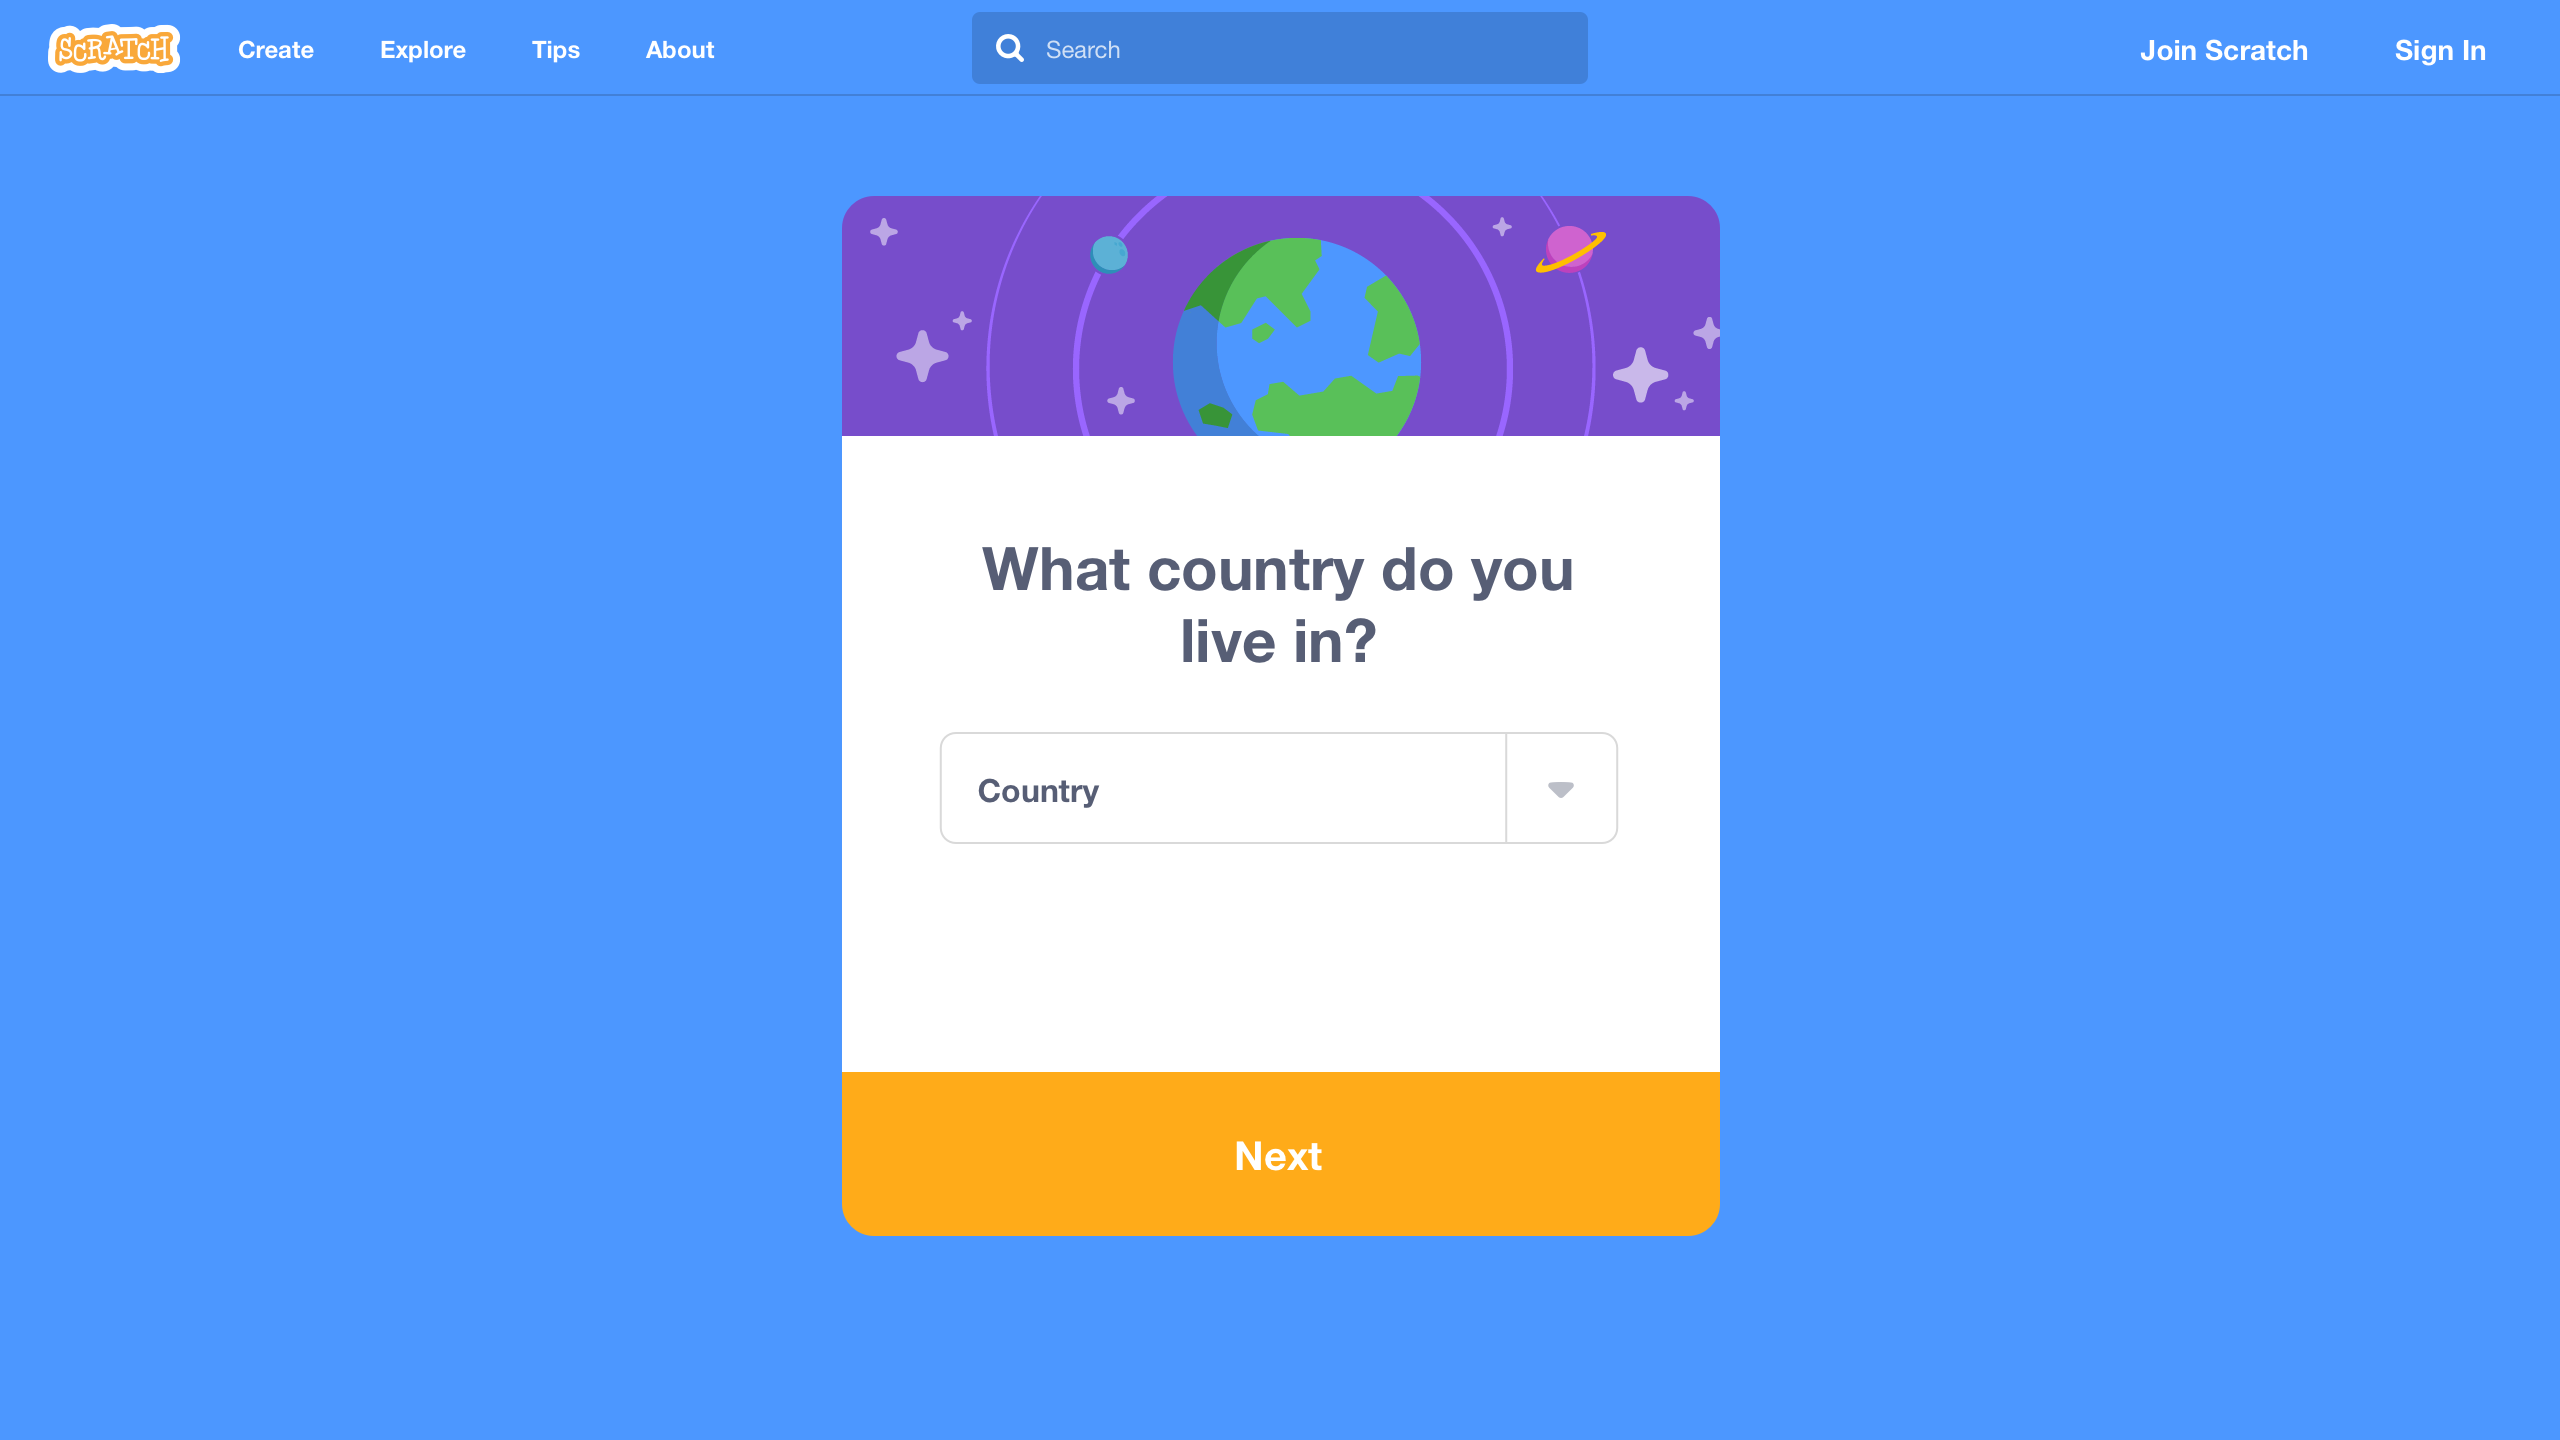 SCRATCH
Create
Explore
Tips
About
Search
Join Scratch
Sign In
What country do you
live in?
Country
Next